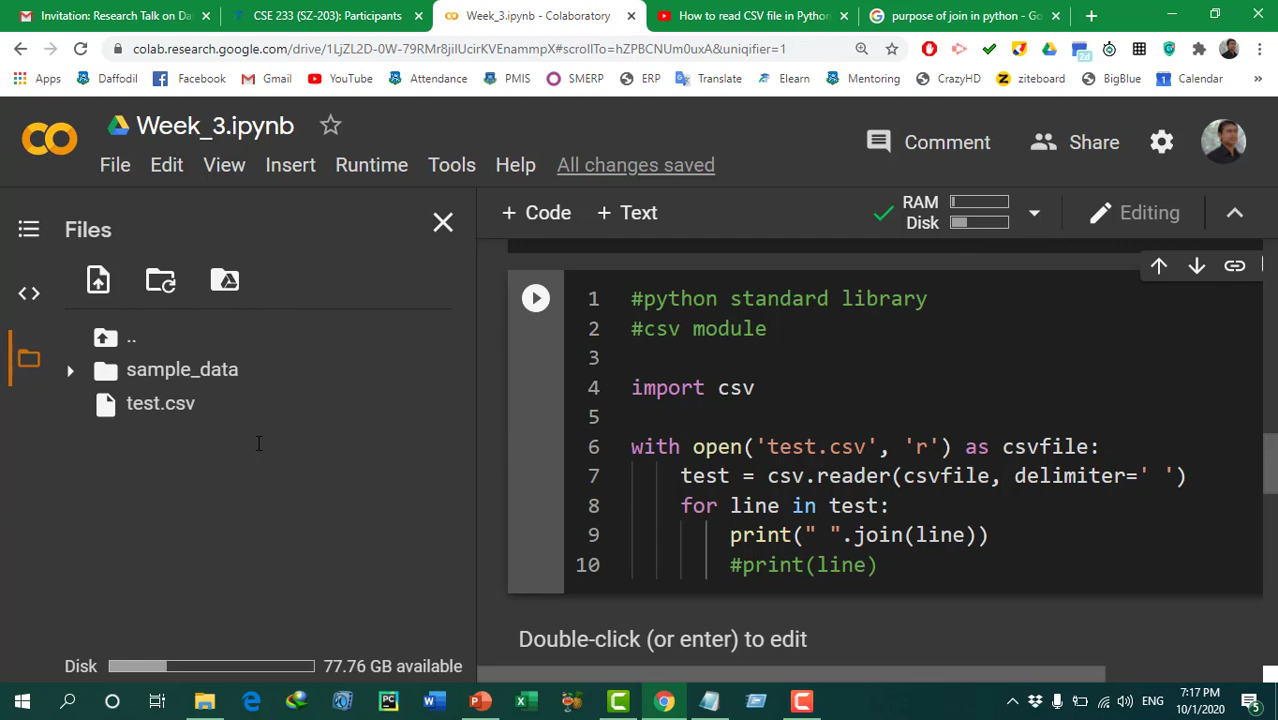 Invitation: Research Talk on Da
CSE 233 (SZ-203): Participants
Week_3.ipynb - Colaboratory
How to read CSV file in Python
purpose of join in python - Go
colab.research.google.com/drive/1LjZL2D-0W-79RMr8jiIUcirKVEnammpX#scrollTo=hZPBCNUm0uxA&uniqifier=1
2d
Apps Daffodil Facebook Gmail YouTube Attendance PMIS SMERP ERP Translate Elearn Mentoring CrazyHD ziteboard BigBlue Calendar »
Week_3.ipynb
Comment Share
File Edit View Insert Runtime Tools Help All changes saved
Files
+ Code + Text
RAM
Disk
Editing
..
sample_data
test.csv
1 #python standard library
2 #csv module
3
4 import csv
5
6 with open('test.csv', 'r') as csvfile:
7 test = csv.reader(csvfile, delimiter=' ')
8 for line in test:
9 print(" ".join(line))
10 #print(line)
Double-click (or enter) to edit
Disk 77.76 GB available
ENG
7:17 PM
10/1/2020
5